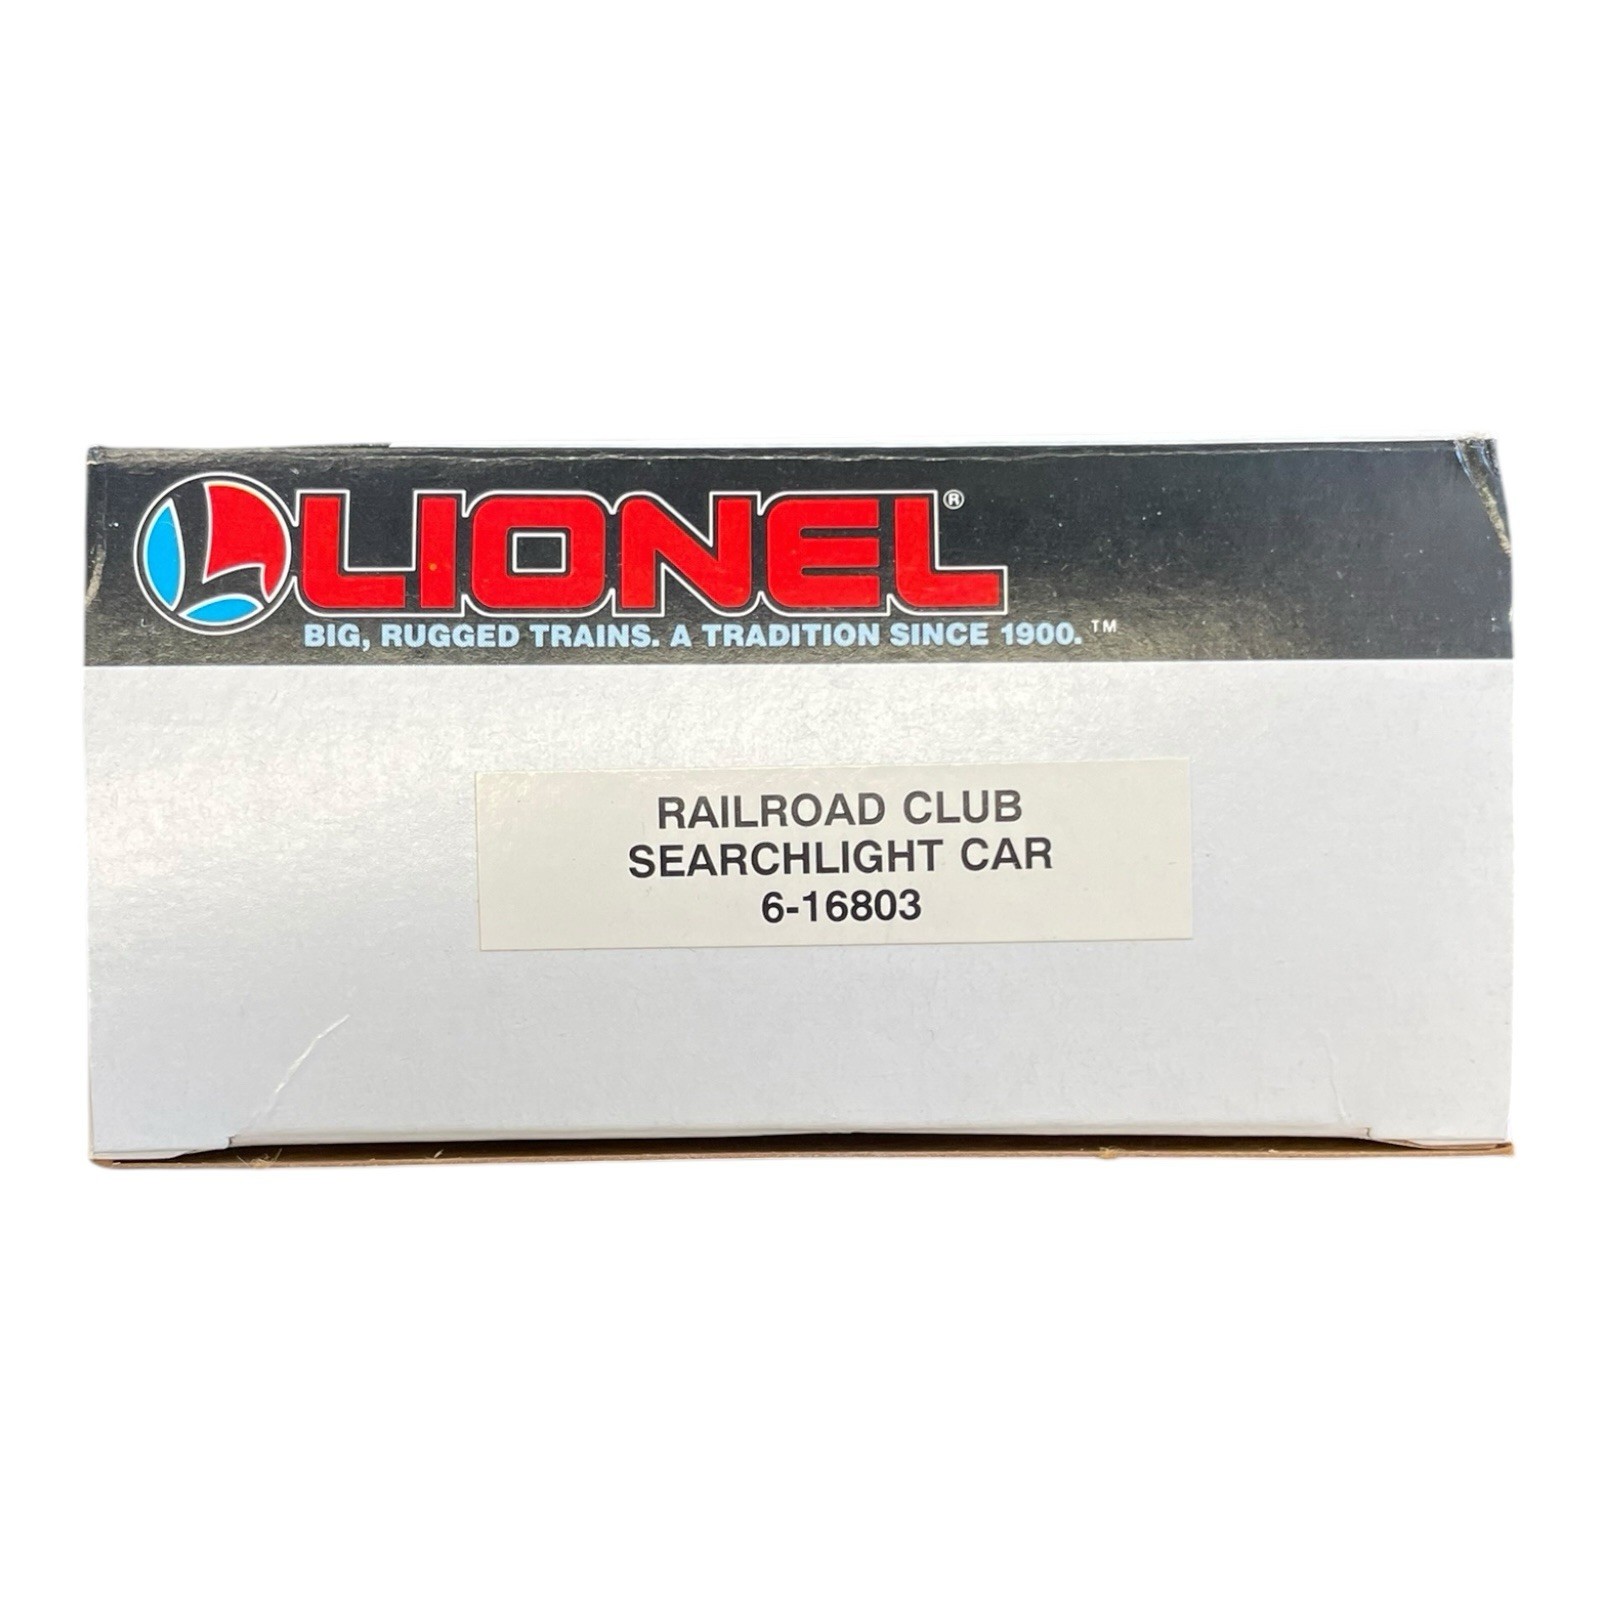 LIONEL®
BIG, RUGGED TRAINS. A TRADITION SINCE 1900.™
RAILROAD CLUB
SEARCHLIGHT CAR
6-16803